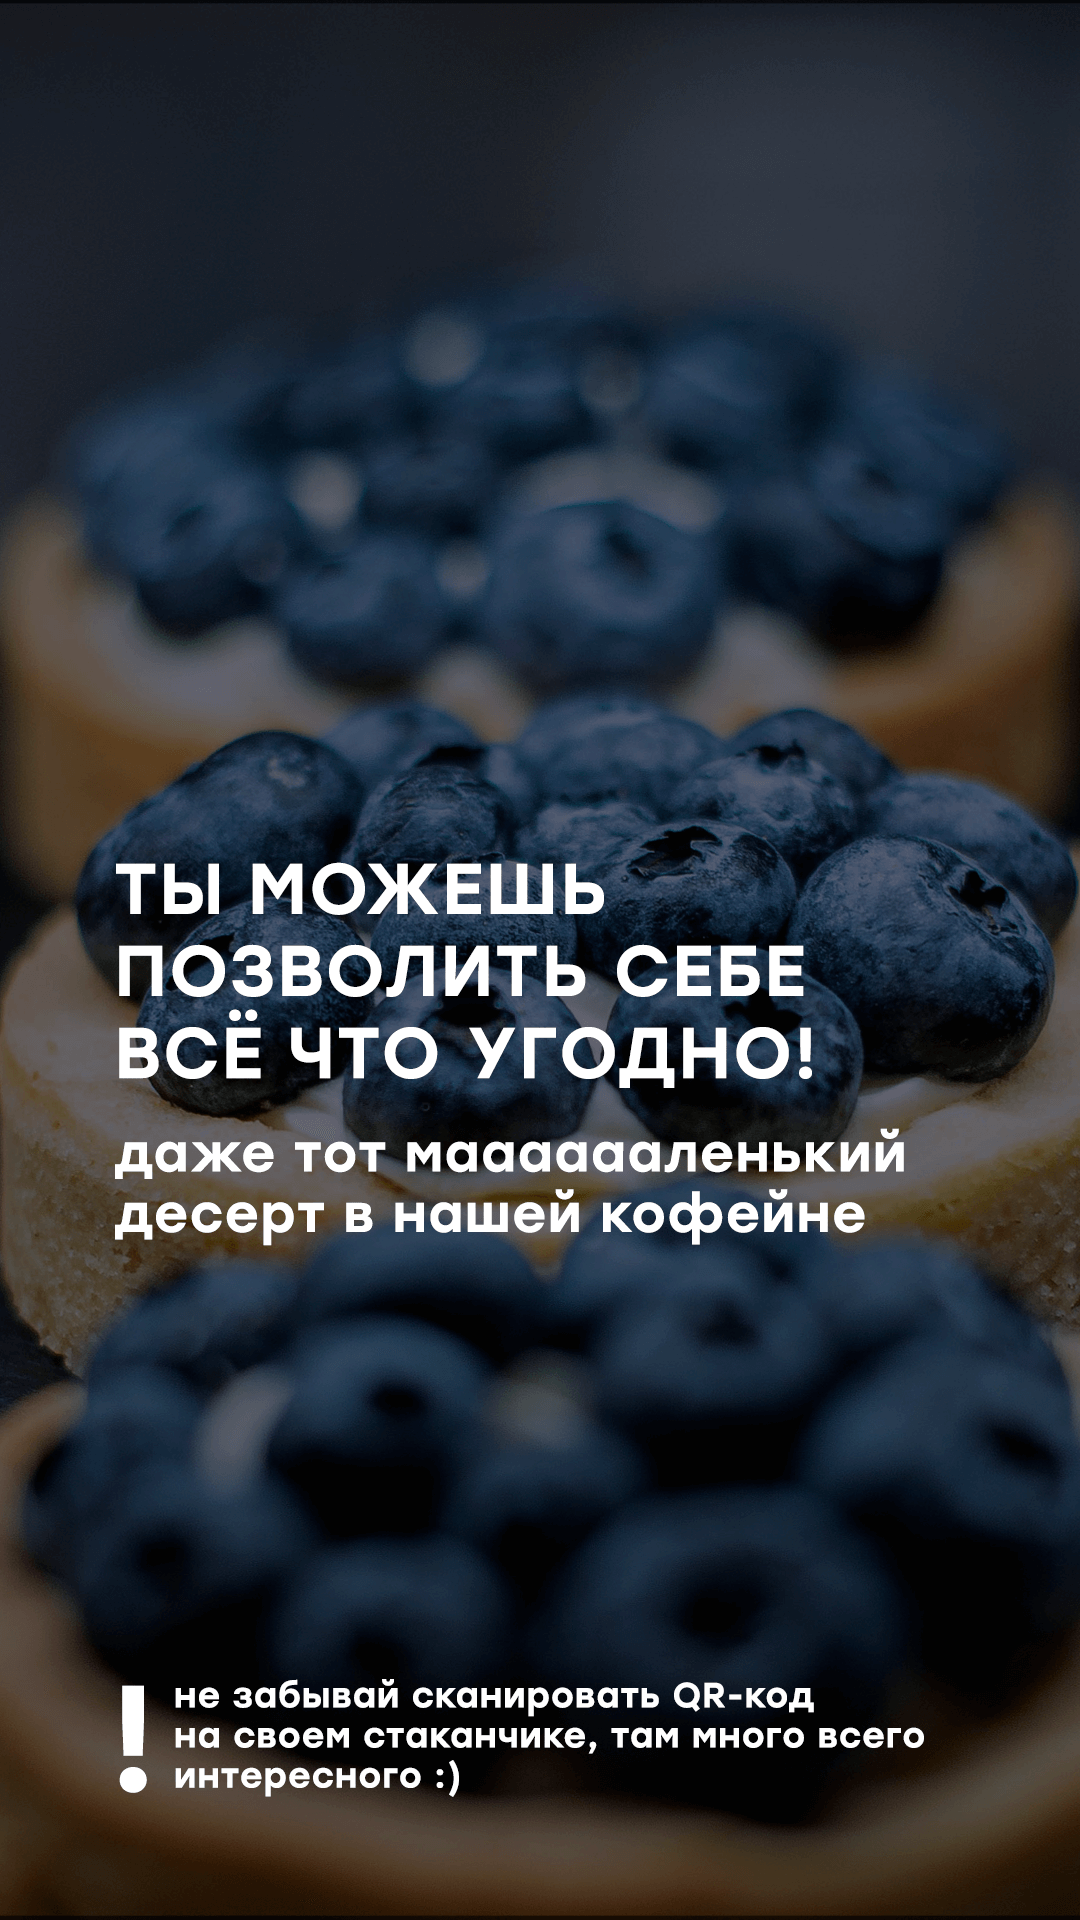 ТЫ МОЖЕШЬ
ПОЗВОЛИТЬ СЕБЕ
ВСЁ ЧТО УГОДНО!
даже тот мааааааленький
десерт в нашей кофейне
! не забывай сканировать QR-код
на своем стаканчике, там много всего
интересного :)